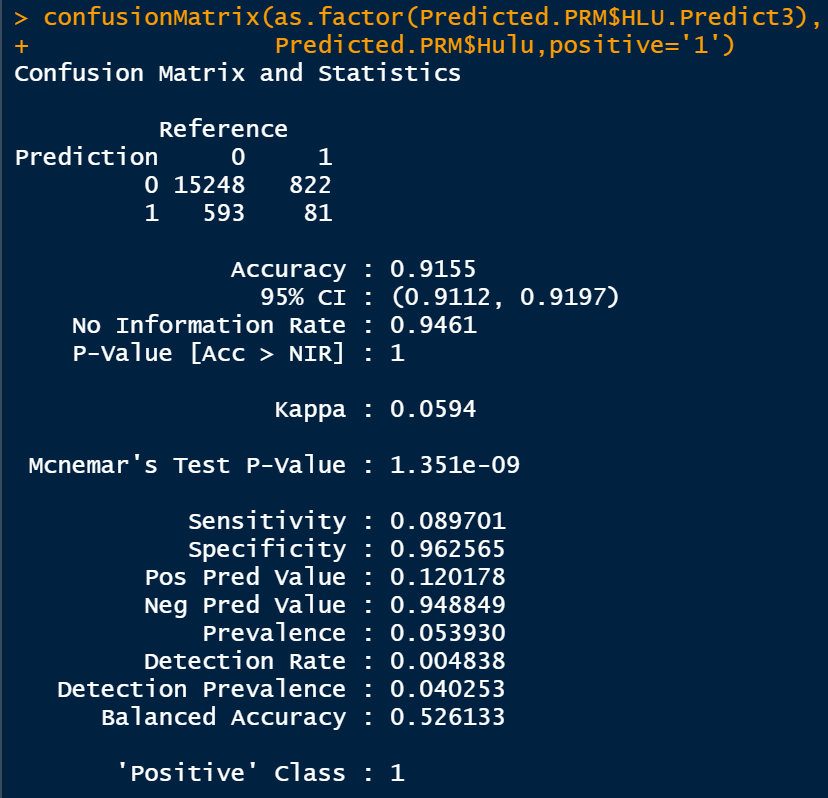 > confusionMatrix(as.factor(Predicted.PRM$HLU.Predict3),
+                 Predicted.PRM$Hulu,positive='1')
Confusion Matrix and Statistics

          Reference
Prediction     0     1
         0 15248   822
         1   593    81

               Accuracy : 0.9155
                 95% CI : (0.9112, 0.9197)
    No Information Rate : 0.9461
    P-Value [Acc > NIR] : 1

                  Kappa : 0.0594

 Mcnemar's Test P-Value : 1.351e-09

            Sensitivity : 0.089701
            Specificity : 0.962565
         Pos Pred Value : 0.120178
         Neg Pred Value : 0.948849
             Prevalence : 0.053930
         Detection Rate : 0.004838
   Detection Prevalence : 0.040253
      Balanced Accuracy : 0.526133

       'Positive' Class : 1